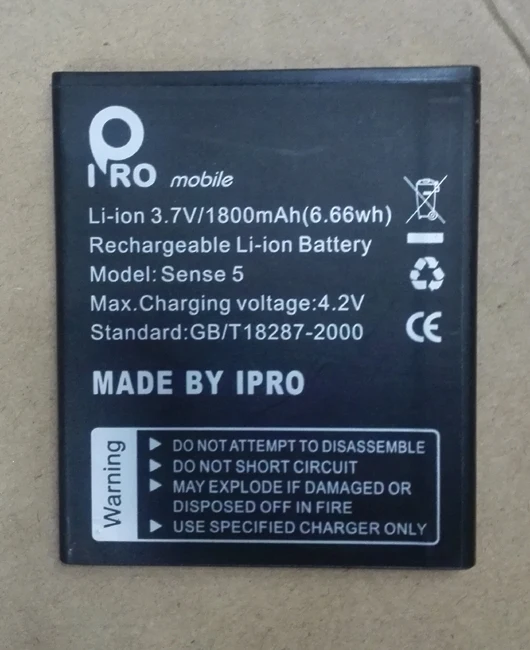 IPRO mobile
Li-ion 3.7V/1800mAh(6.66wh)
Rechargeable Li-ion Battery
Model: Sense 5
Max.Charging voltage:4.2V
Standard:GB/T18287-2000
CE
MADE BY IPRO
Warning
DO NOT ATTEMPT TO DISASSEMBLE
DO NOT SHORT CIRCUIT
MAY EXPLODE IF DAMAGED OR
DISPOSED OFF IN FIRE
USE SPECIFIED CHARGER ONLY